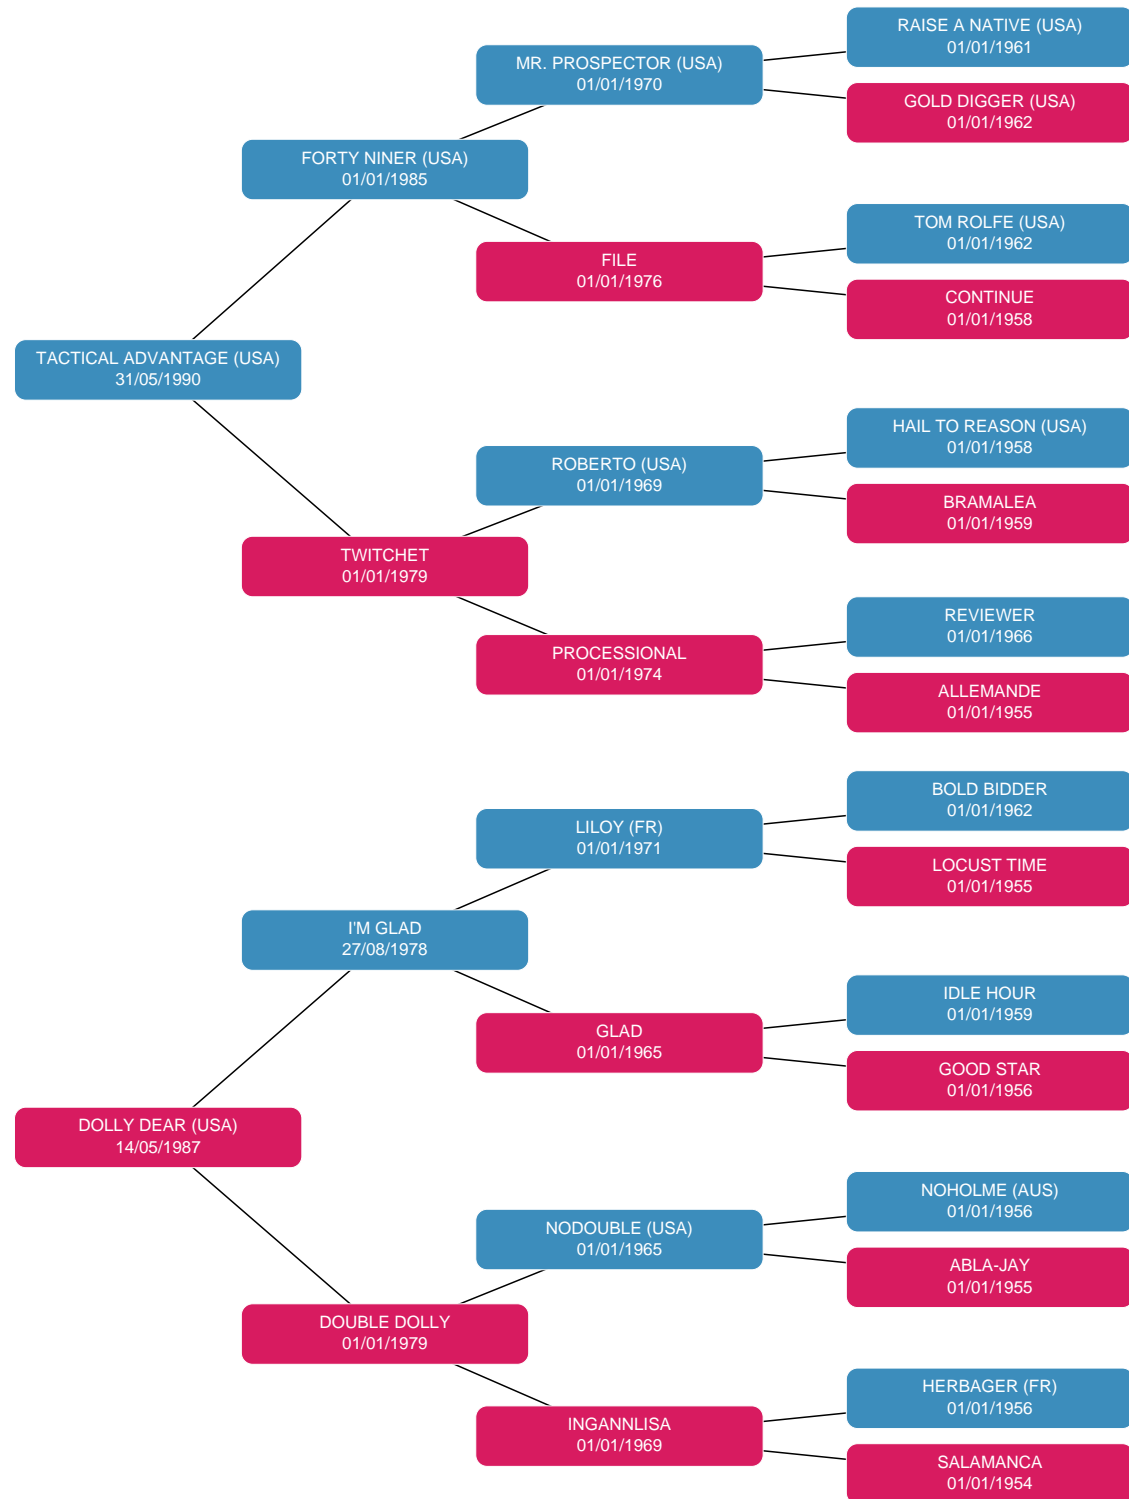 RAISE A NATIVE (USA)
01/01/1961
MR. PROSPECTOR (USA)
01/01/1970
GOLD DIGGER (USA)
01/01/1962
FORTY NINER (USA)
01/01/1985
TOM ROLFE (USA)
01/01/1962
FILE
01/01/1976
CONTINUE
01/01/1958
TACTICAL ADVANTAGE (USA)
31/05/1990
HAIL TO REASON (USA)
01/01/1958
ROBERTO (USA)
01/01/1969
BRAMALEA
01/01/1959
TWITCHET
01/01/1979
REVIEWER
01/01/1966
PROCESSIONAL
01/01/1974
ALLEMANDE
01/01/1955
BOLD BIDDER
01/01/1962
LILOY (FR)
01/01/1971
LOCUST TIME
01/01/1955
I'M GLAD
27/08/1978
IDLE HOUR
01/01/1959
GLAD
01/01/1965
GOOD STAR
01/01/1956
DOLLY DEAR (USA)
14/05/1987
NOHOLME (AUS)
01/01/1956
NODOUBLE (USA)
01/01/1965
ABLA-JAY
01/01/1955
DOUBLE DOLLY
01/01/1979
HERBAGER (FR)
01/01/1956
INGANNLISA
01/01/1969
SALAMANCA
01/01/1954